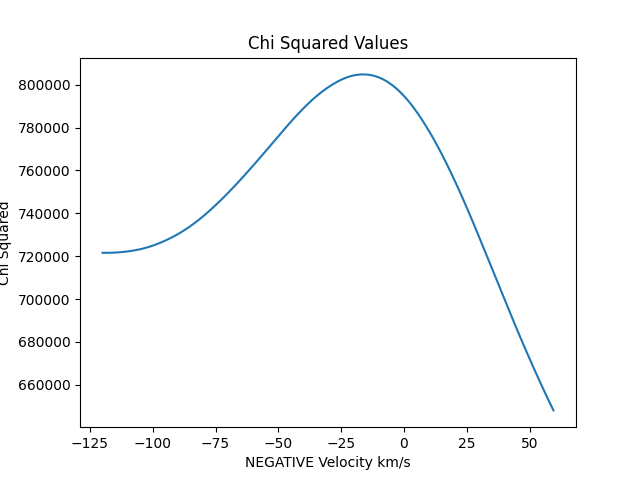 Chi Squared Values
Chi Squared
800000
780000
760000
740000
720000
700000
680000
660000
−125 −100 −75 −50 −25 0 25 50
NEGATIVE Velocity km/s